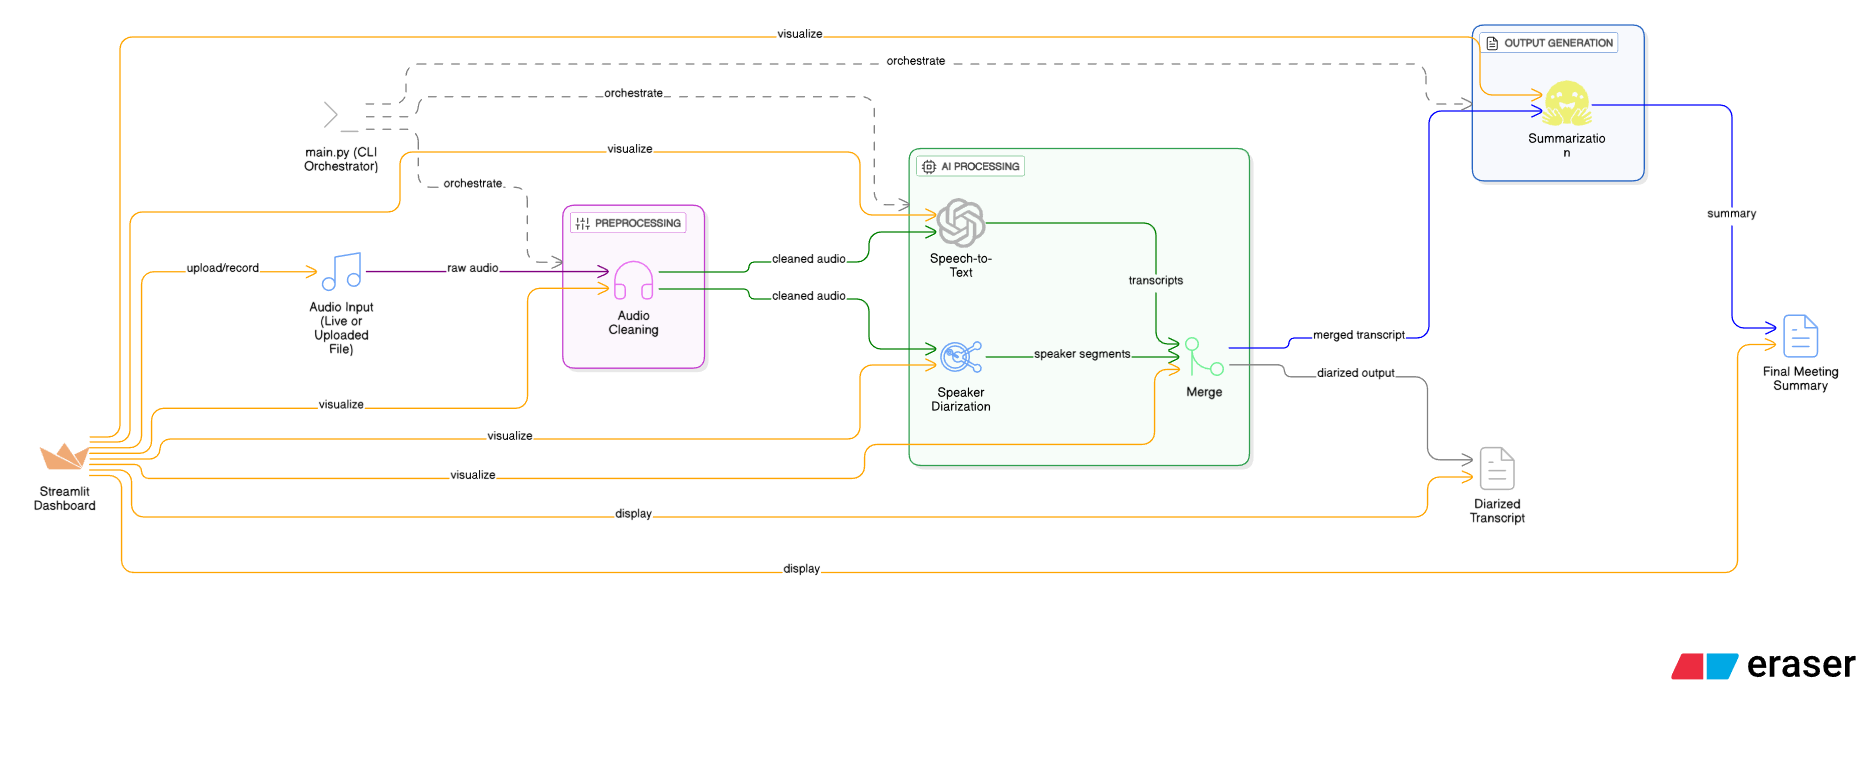 visualize
OUTPUT GENERATION
orchestrate
orchestrate
Summarizatio
n
main.py (CLI
Orchestrator)
visualize
AI PROCESSING
orchestrate
PREPROCESSING
summary
Speech-to-
Text
cleaned audio
upload/record
raw audio
transcripts
cleaned audio
Audio Input
(Live or
Uploaded
File)
Audio
Cleaning
merged transcript
speaker segments
diarized output
Final Meeting
Summary
Speaker
Diarization
Merge
visualize
visualize
visualize
Streamlit
Dashboard
Diarized
Transcript
display
display
eraser